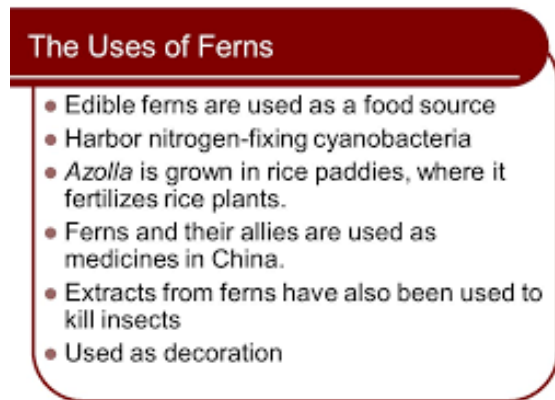 The Uses of Ferns
● Edible ferns are used as a food source
● Harbor nitrogen-fixing cyanobacteria
● Azolla is grown in rice paddies, where it
fertilizes rice plants.
● Ferns and their allies are used as
medicines in China.
● Extracts from ferns have also been used to
kill insects
● Used as decoration